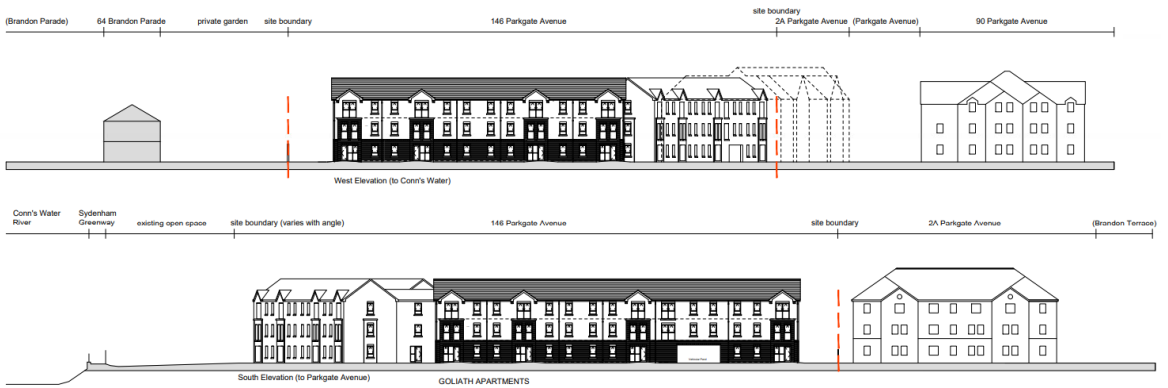 (Brandon Parade)
64 Brandon Parade
private garden
site boundary
146 Parkgate Avenue
site boundary
2A Parkgate Avenue
(Parkgate Avenue)
90 Parkgate Avenue
West Elevation (to Conn's Water)
Conn's Water
River
Sydenham
Greenway
existing open space
site boundary (varies with angle)
146 Parkgate Avenue
site boundary
2A Parkgate Avenue
(Brandon Terrace)
South Elevation (to Parkgate Avenue)
GOLIATH APARTMENTS